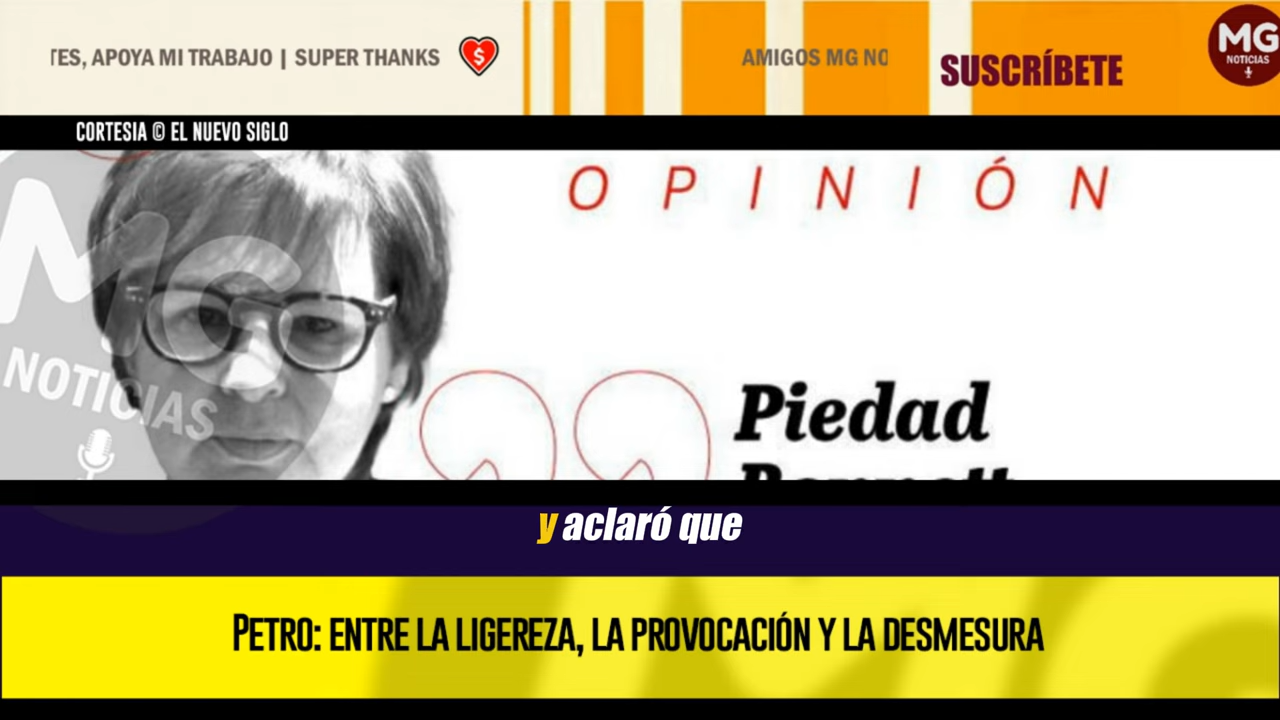 TES, APOYA MI TRABAJO | SUPER THANKS
AMIGOS MG NO
SUSCRÍBETE
MG
NOTICIAS
CORTESIA © EL NUEVO SIGLO
OPINIÓN
MG
NOTICIAS
Piedad
y aclaró que
PETRO: ENTRE LA LIGEREZA, LA PROVOCACIÓN Y LA DESMESURA